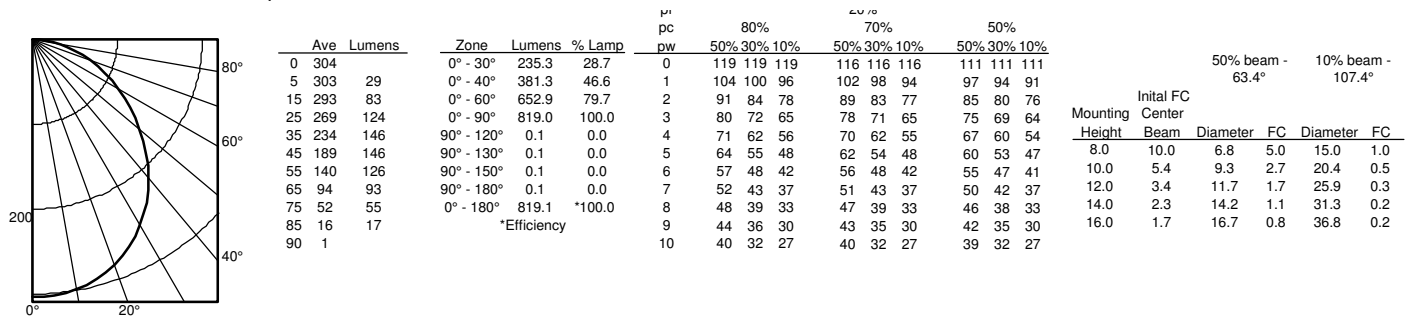 80°
60°
40°
200
0° 20°
Ave Lumens
0 304
5 303 29
15 293 83
25 269 124
35 234 146
45 189 146
55 140 126
65 94 93
75 52 55
85 16 17
90 1
Zone Lumens % Lamp
0° - 30° 235.3 28.7
0° - 40° 381.3 46.6
0° - 60° 652.9 79.7
0° - 90° 819.0 100.0
90° - 120° 0.1 0.0
90° - 130° 0.1 0.0
90° - 150° 0.1 0.0
90° - 180° 0.1 0.0
0° - 180° 819.1 *100.0
*Efficiency
pf 20%
pc 80% 70% 50%
pw 50% 30% 10% 50% 30% 10% 50% 30% 10%
0 119 119 119 116 116 116 111 111 111
1 104 100 96 102 98 94 97 94 91
2 91 84 78 89 83 77 85 80 76
3 80 72 65 78 71 65 75 69 64
4 71 62 56 70 62 55 67 60 54
5 64 55 48 62 54 48 60 53 47
6 57 48 42 56 48 42 55 47 41
7 52 43 37 51 43 37 50 42 37
8 48 39 33 47 39 33 46 38 33
9 44 36 30 43 35 30 42 35 30
10 40 32 27 40 32 27 39 32 27
50% beam - 10% beam -
63.4° 107.4°
Inital FC
Mounting Center
Height Beam Diameter FC Diameter FC
8.0 10.0 6.8 5.0 15.0 1.0
10.0 5.4 9.3 2.7 20.4 0.5
12.0 3.4 11.7 1.7 25.9 0.3
14.0 2.3 14.2 1.1 31.3 0.2
16.0 1.7 16.7 0.8 36.8 0.2